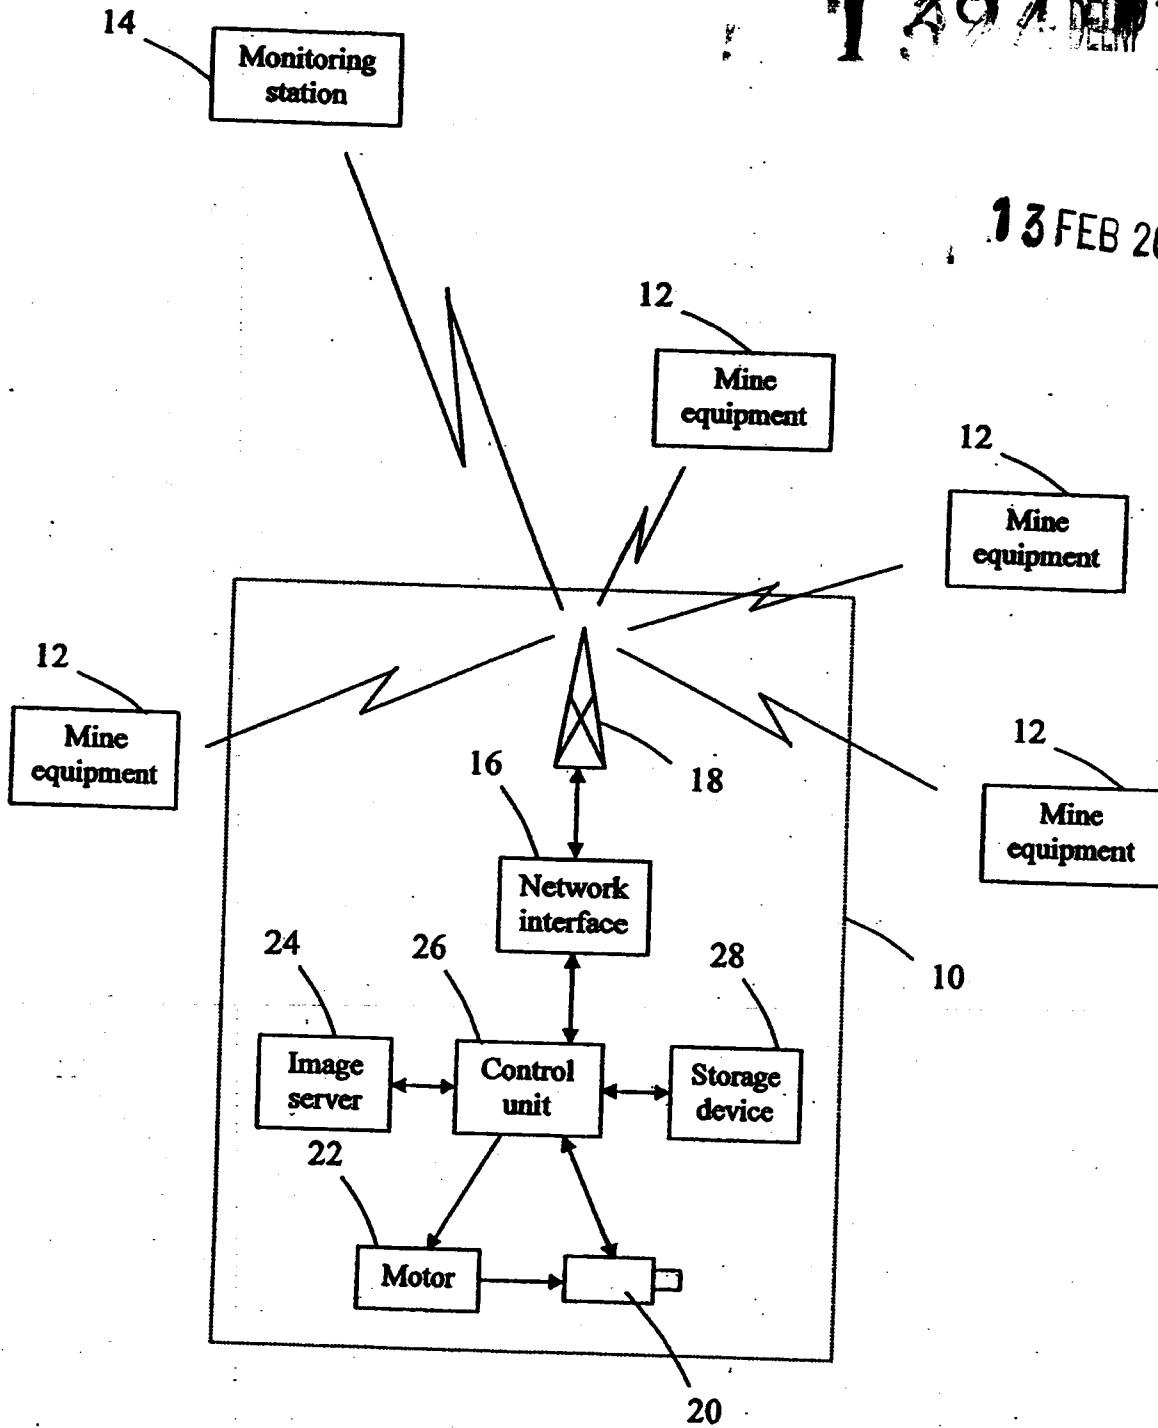 14
Monitoring
station
13 FEB
12
Mine
equipment
12
Mine
equipment
12
Mine
equipment
18
16
12
Mine
equipment
Network
interface
10
24
26
28
Image
server
Control
unit
Storage
device
22
Motor
20